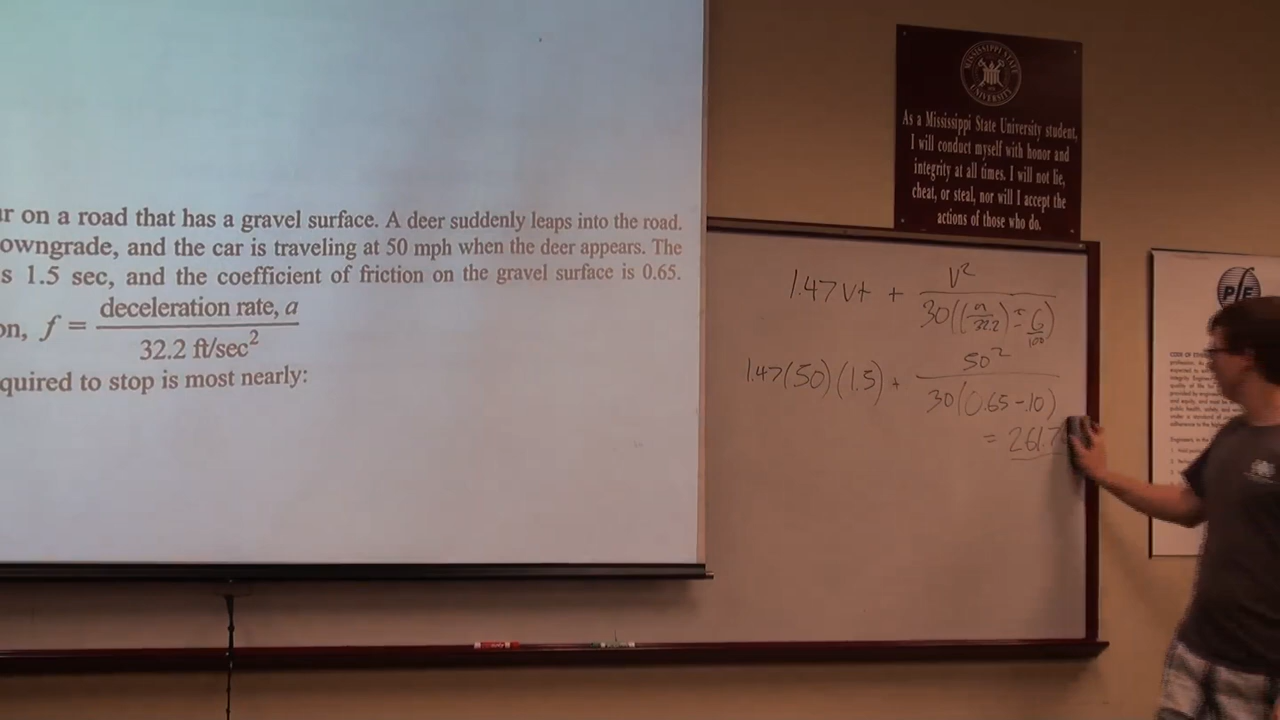 r on a road that has a gravel surface. A deer suddenly leaps into the road.
owngrade, and the car is traveling at 50 mph when the deer appears. The
s 1.5 sec, and the coefficient of friction on the gravel surface is 0.65.
on, f = deceleration rate, a
32.2 ft/sec²
quired to stop is most nearly:
MISSISSIPPI STATE
UNIVERSITY
As a Mississippi State University student,
I will conduct myself with honor and
integrity at all times. I will not lie,
cheat, or steal, nor will I accept the
actions of those who do.
1.47Vt + V²
30((a/32.2) ± G/100)
1.47(50)(1.5) + 50²
30(0.65-.10)
= 261.7
P/E